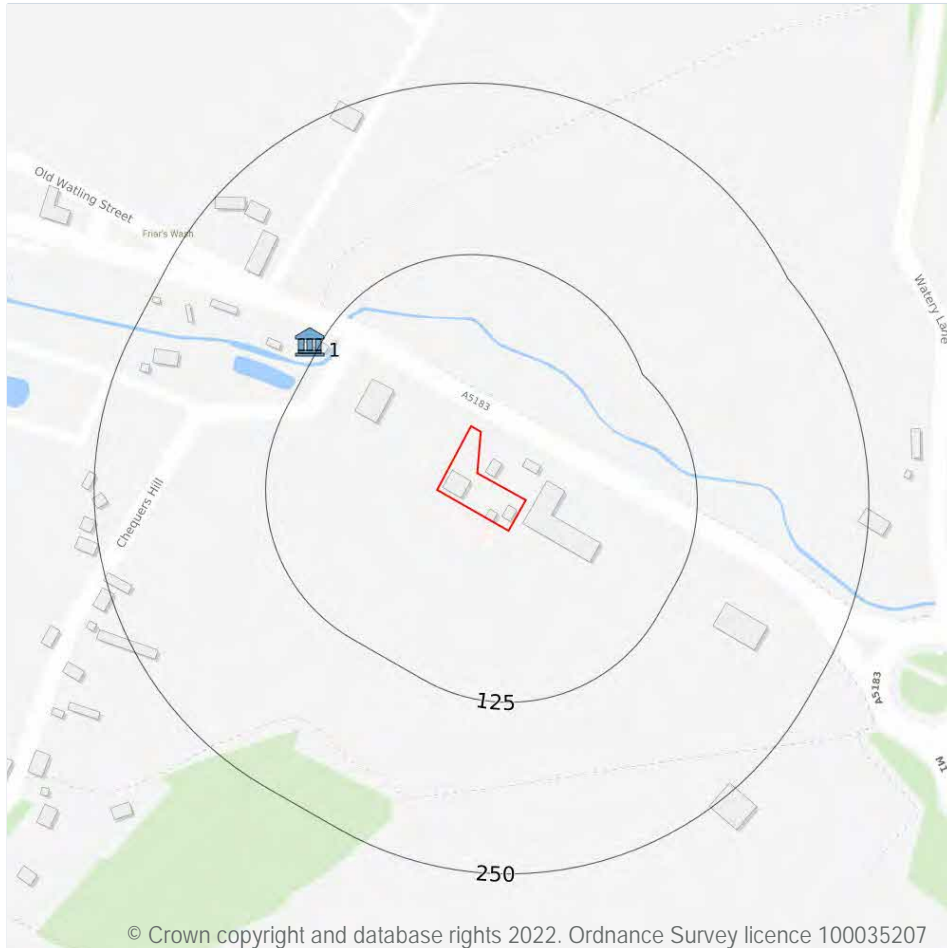 Old Watling Street
Friar's Wash
Watery Lane
1
A5183
Chequers Hill
125
A5183
M1
250
© Crown copyright and database rights 2022. Ordnance Survey licence 100035207